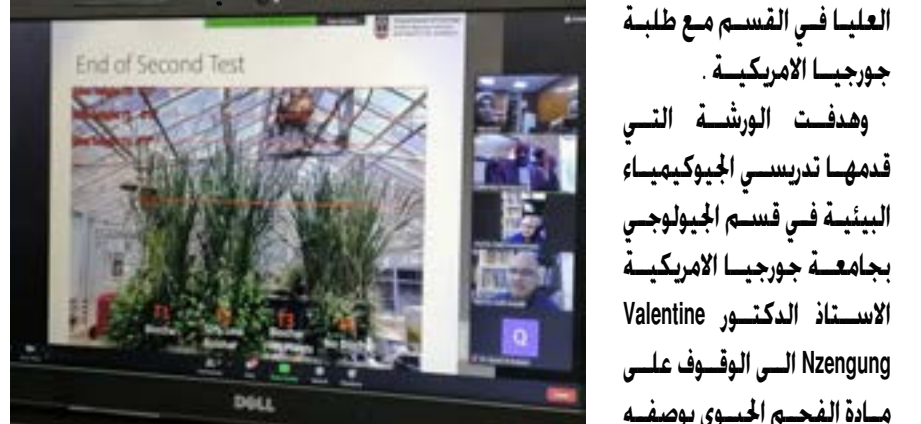 العليا في القسم مع طلبة
جورجيا الامريكية .
وهدفت الورشة التي
قدمها تدريسي الجيوكيمياء
البيئية في قسم الجيولوجي
بجامعة جورجيا الامريكية
الاستاذ الدكتور Valentine
Nzengung الى الوقوف على
مادة الفحم الحيوي بوصفه
End of Second Test
T3
Q
DELL